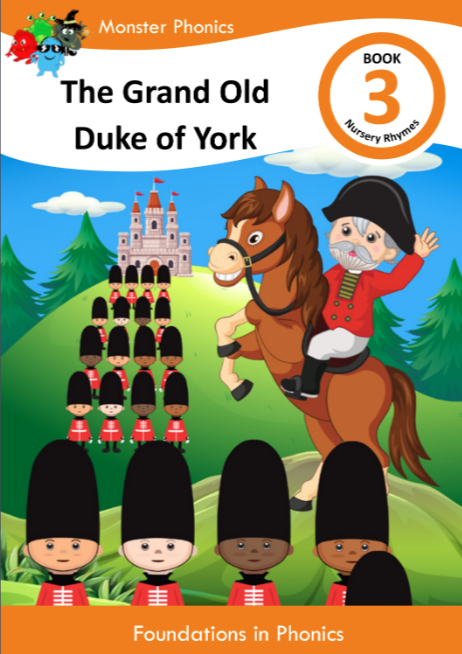 Monster Phonics
The Grand Old
Duke of York
BOOK
3
Nursery Rhymes
Foundations in Phonics